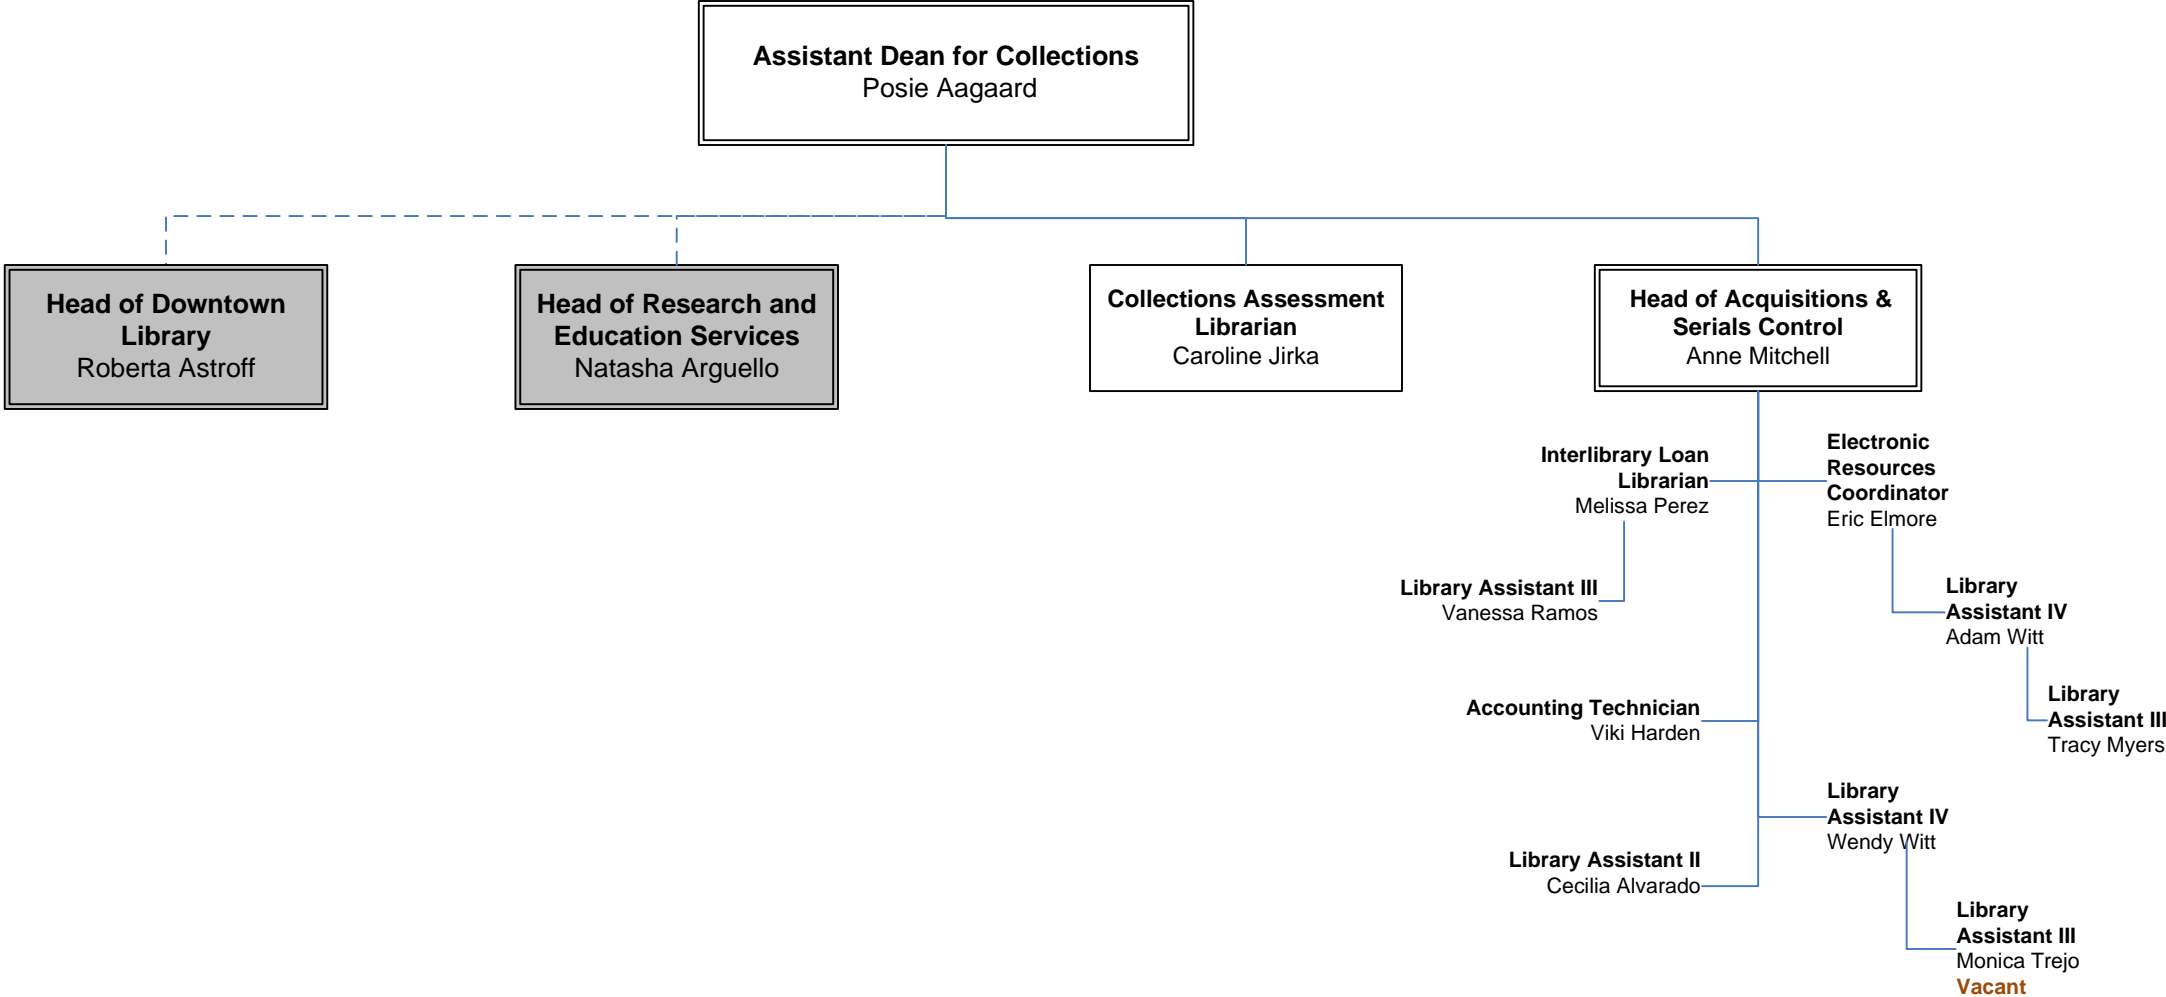 Assistant Dean for Collections
Posie Aagaard
Head of Downtown
Library
Roberta Astroff
Head of Research and
Education Services
Natasha Arguello
Collections Assessment
Librarian
Caroline Jirka
Head of Acquisitions &
Serials Control
Anne Mitchell
Interlibrary Loan
Librarian
Melissa Perez
Electronic
Resources
Coordinator
Eric Elmore
Library Assistant III
Vanessa Ramos
Library
Assistant IV
Adam Witt
Library
Assistant III
Tracy Myers
Accounting Technician
Viki Harden
Library
Assistant IV
Wendy Witt
Library Assistant II
Cecilia Alvarado
Library
Assistant III
Monica Trejo
Vacant